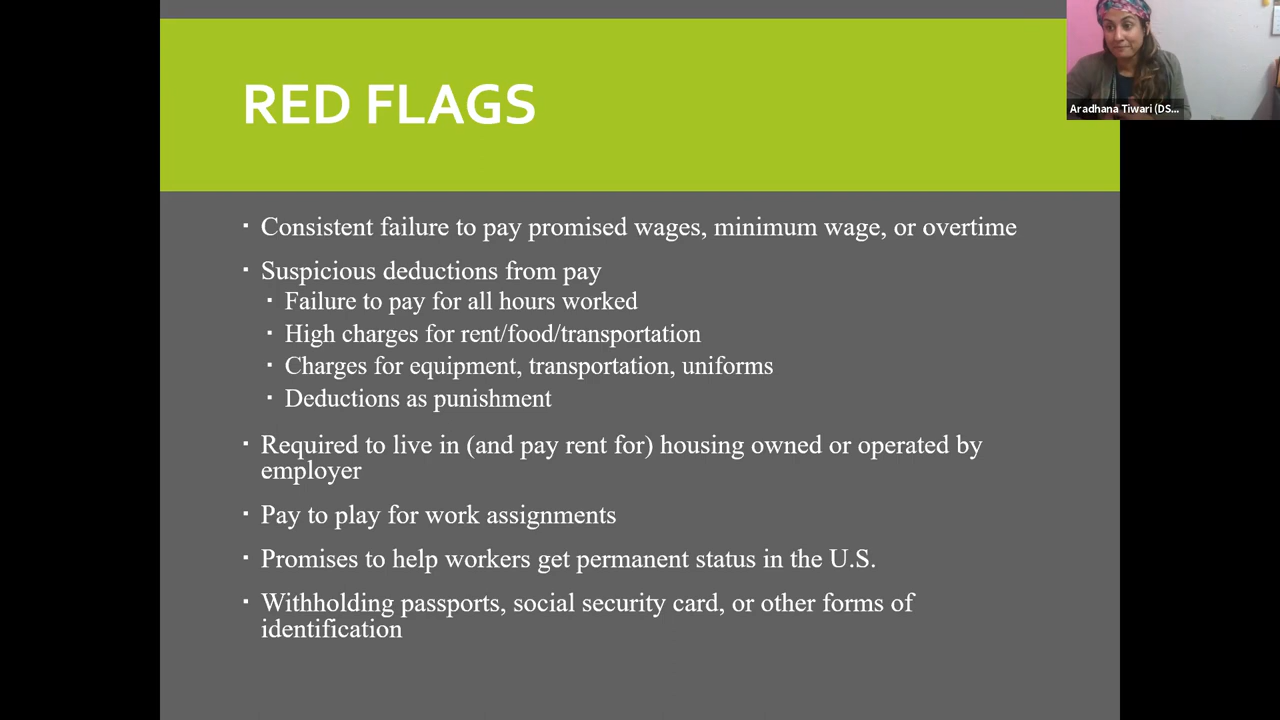 RED FLAGS
Aradhana Tiwari (DS...
▪ Consistent failure to pay promised wages, minimum wage, or overtime
▪ Suspicious deductions from pay
▪ Failure to pay for all hours worked
▪ High charges for rent/food/transportation
▪ Charges for equipment, transportation, uniforms
▪ Deductions as punishment
▪ Required to live in (and pay rent for) housing owned or operated by
employer
▪ Pay to play for work assignments
▪ Promises to help workers get permanent status in the U.S.
▪ Withholding passports, social security card, or other forms of
identification